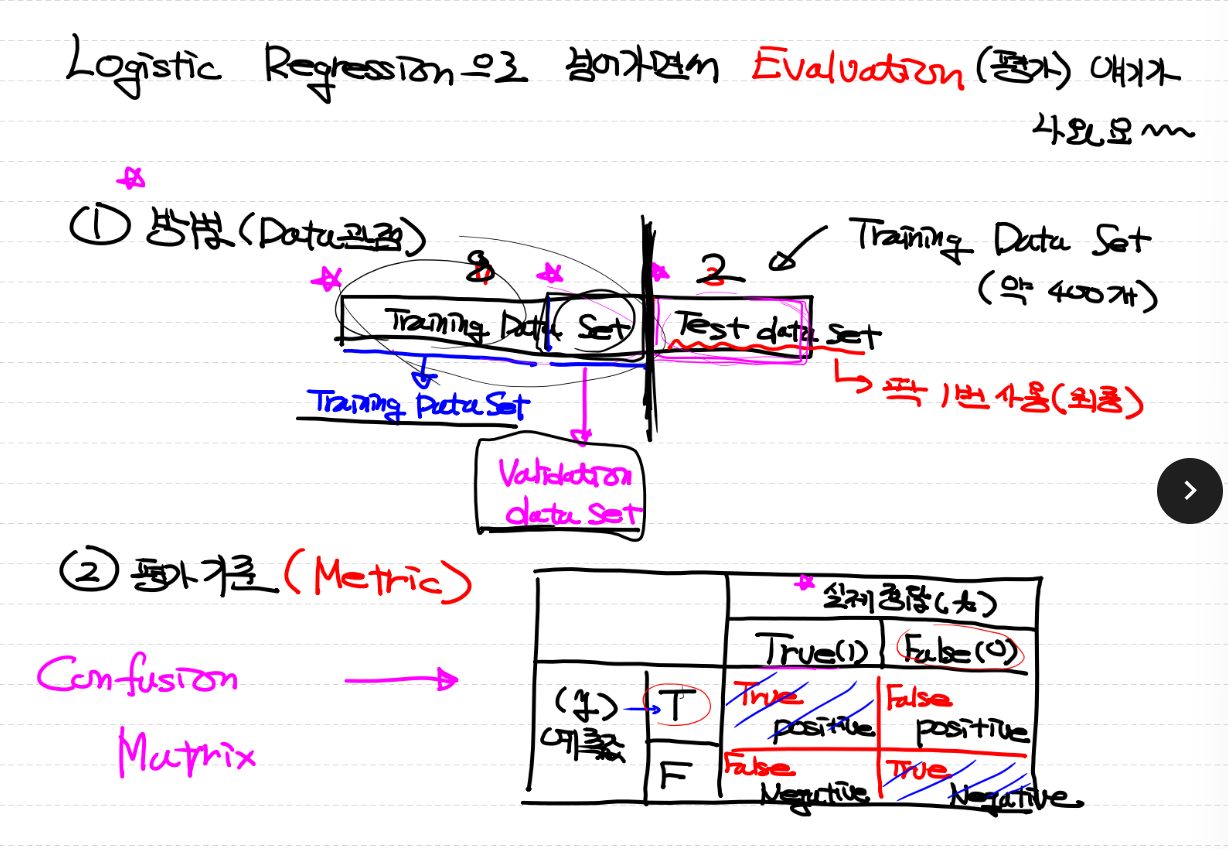 Logistic Regression으로 넘어가면서 Evaluation (평가) 얘기가
나와요~~~
① 방법 (Data관점)
8 2
Training Data Set
(약 400개)
Training Data Set Test data set
→ 딱 1번 사용(최종)
Training Data Set
Validation
data set
② 평가기준 (Metric)
실제정답(t)
True(1) False(0)
Confusion →
Matrix
(y) → T
예측값
True positive False positive
F
False Negative True Negative